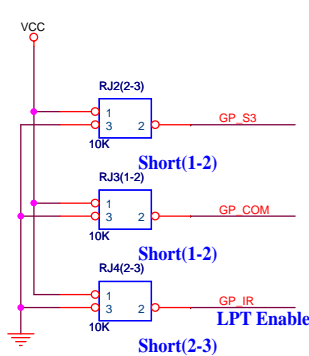 VCC
RJ2(2-3)
1
3
2
GP_S3
10K
Short(1-2)
RJ3(1-2)
1
3
2
GP_COM
10K
Short(1-2)
RJ4(2-3)
1
3
2
GP_IR
LPT Enable
10K
Short(2-3)